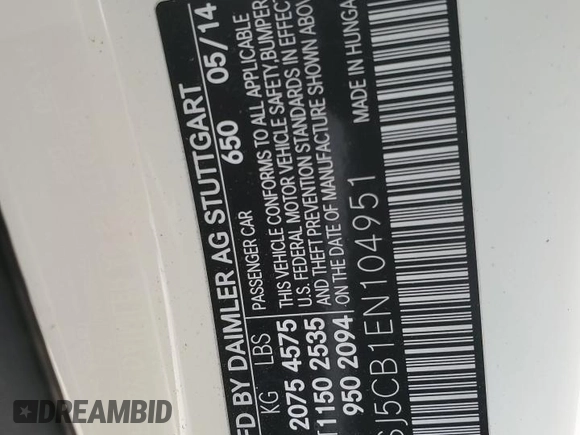 FD BY DAIMLER AG STUTTGART
650 05/14
KG LBS PASSENGER CAR
2075 4575
1150 2535
950 2094
THIS VEHICLE CONFORMS TO ALL APPLICABLE
U.S. FEDERAL MOTOR VEHICLE SAFETY, BUMPER
AND THEFT PREVENTION STANDARDS IN EFFECT
ON THE DATE OF MANUFACTURE SHOWN ABOV
J5CB1EN104951
MADE IN HUNGA
DREAMBID